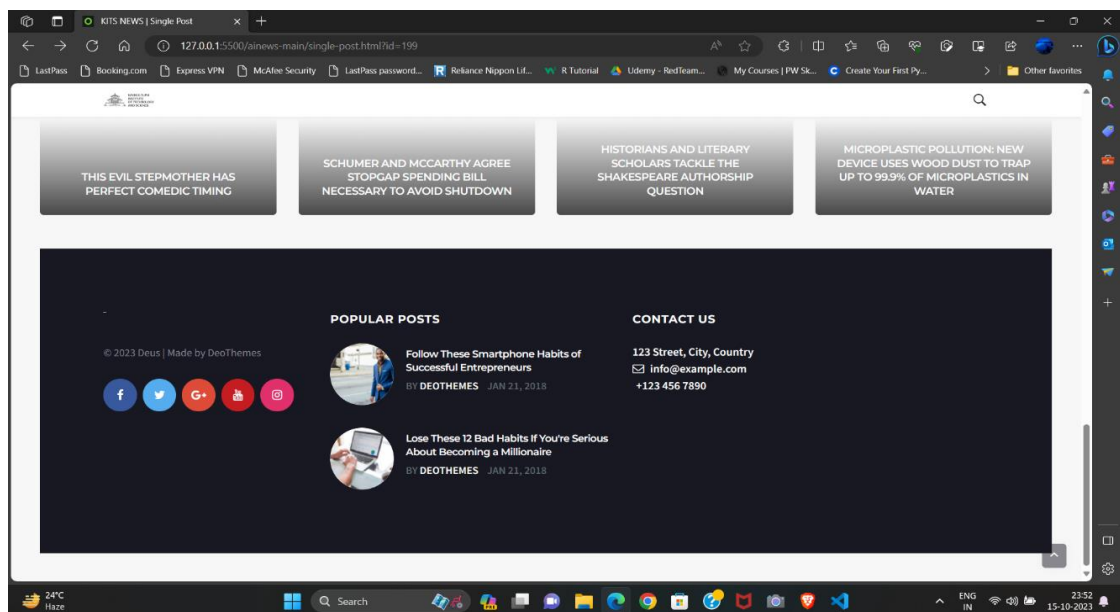 KITS NEWS | Single Post
127.0.0.1:5500/ainews-main/single-post.html?id=199
LastPass
Booking.com
Express VPN
McAfee Security
LastPass password...
Reliance Nippon Lif...
R Tutorial
Udemy - RedTeam...
My Courses | PW Sk...
Create Your First Py...
Other favorites
THIS EVIL STEPMOTHER HAS
PERFECT COMEDIC TIMING
SCHUMER AND MCCARTHY AGREE
STOPGAP SPENDING BILL
NECESSARY TO AVOID SHUTDOWN
HISTORIANS AND LITERARY
SCHOLARS TACKLE THE
SHAKESPEARE AUTHORSHIP
QUESTION
MICROPLASTIC POLLUTION: NEW
DEVICE USES WOOD DUST TO TRAP
UP TO 99.9% OF MICROPLASTICS IN
WATER
-
© 2023 Deus | Made by DeoThemes
POPULAR POSTS
Follow These Smartphone Habits of
Successful Entrepreneurs
BY DEOTHEMES JAN 21, 2018
Lose These 12 Bad Habits If You're Serious
About Becoming a Millionaire
BY DEOTHEMES JAN 21, 2018
CONTACT US
123 Street, City, Country
info@example.com
+123 456 7890
24°C
Haze
Search
ENG
IN
23:52
15-10-2023